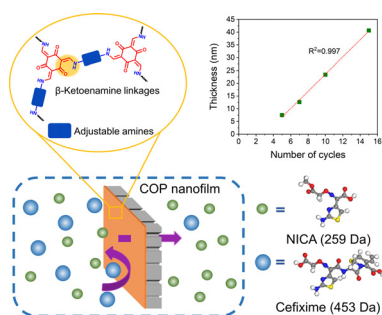 β-Ketoenamine linkages
Adjustable amines
Thickness (nm)
45
40
35
30
25
20
15
10
5
0
R²=0.997
0 2 4 6 8 10 12 14 16
Number of cycles
COP nanofilm
NICA (259 Da)
Cefixime (453 Da)